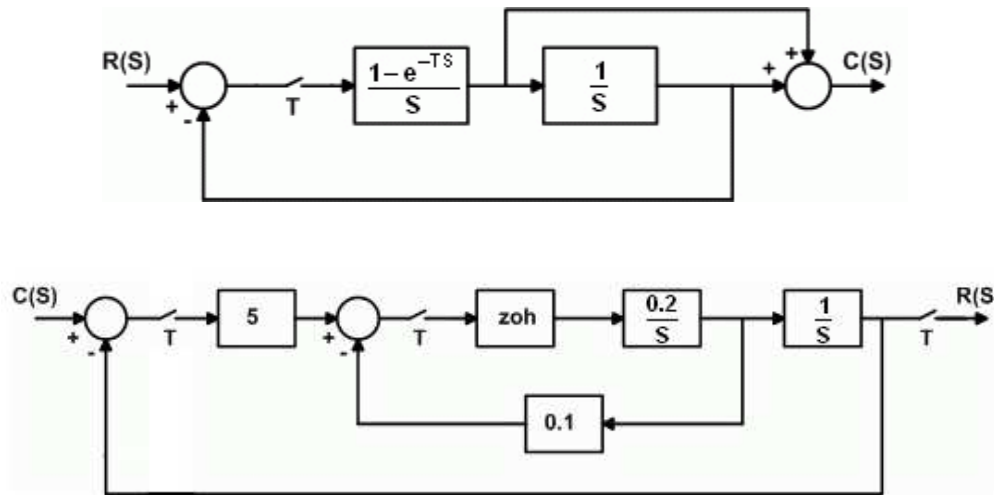 R(S)
+
-
T
1-e^-TS
S
1
S
+
+
C(S)
C(S)
+
-
T
5
+
-
T
zoh
0.2
S
1
S
T
R(S
0.1